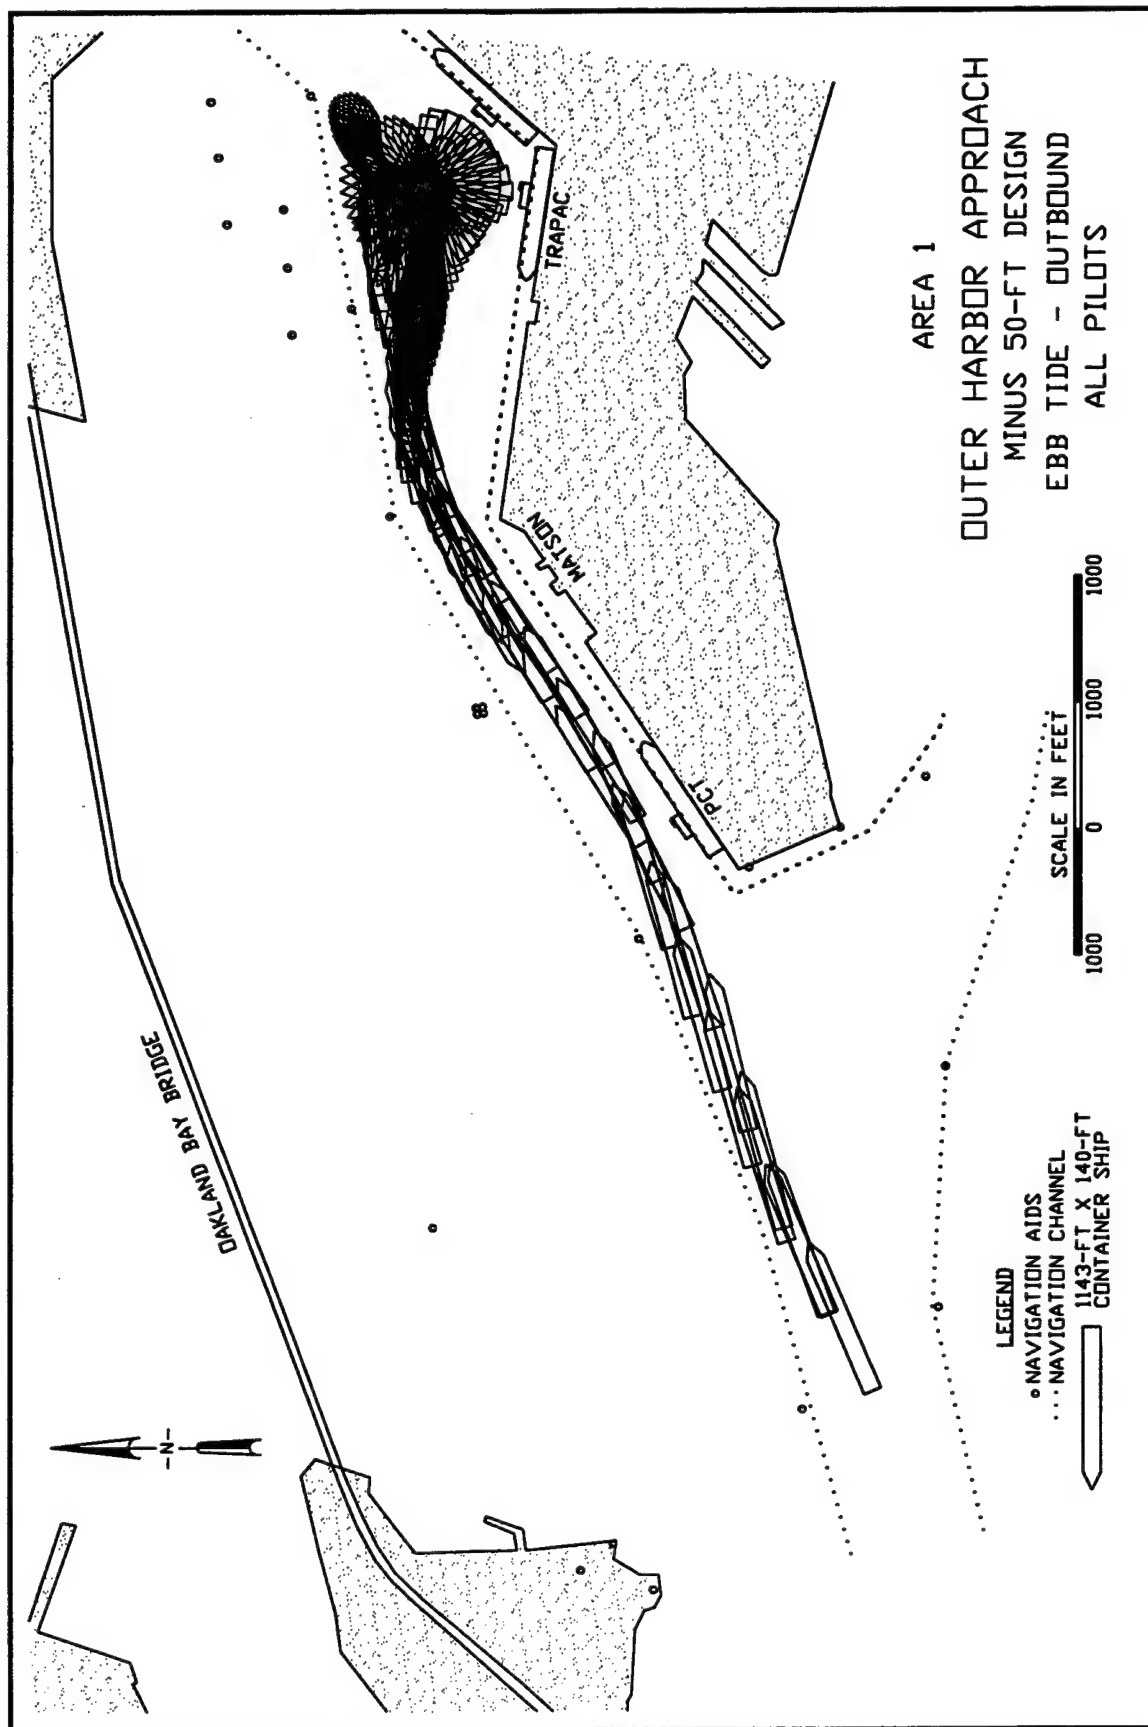 OAKLAND BAY BRIDGE
-N-
TRAPAC
MATSON
PCT
AREA 1
OUTER HARBOR APPROACH
MINUS 50-FT DESIGN
EBB TIDE - OUTBOUND
ALL PILOTS
SCALE IN FEET
1000 0 1000 1000
LEGEND
NAVIGATION AIDS
NAVIGATION CHANNEL
1143-FT X 140-FT
CONTAINER SHIP